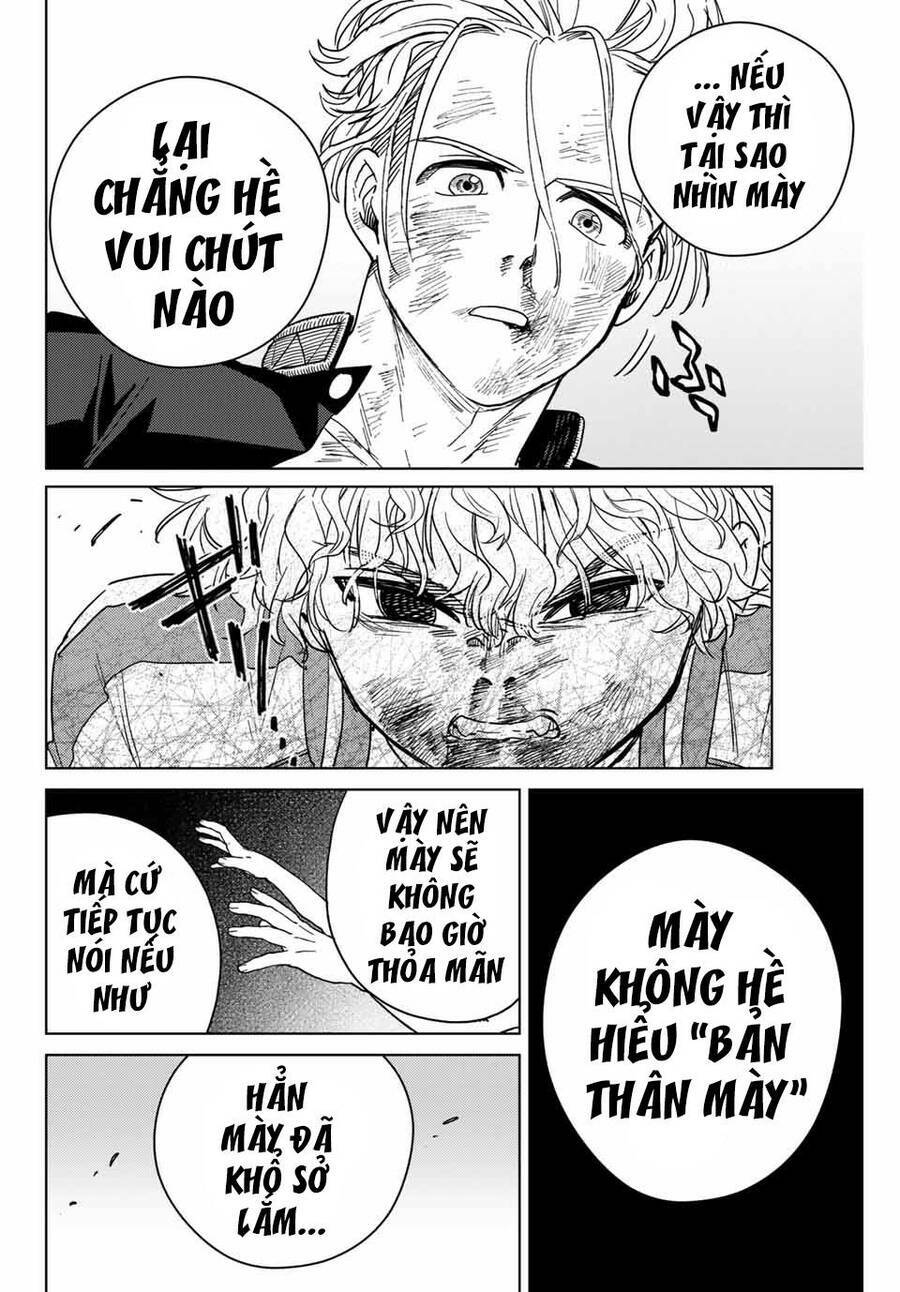 ... NẾU
VẬY THÌ
TẠI SAO
NHÌN MÀY
LẠI
CHẲNG HỀ
VUI CHÚT
NÀO
MÀY
KHÔNG HỀ
HIỂU "BẢN
THÂN MÀY"
VẬY NÊN
MÀY SẼ
KHÔNG
BAO GIỜ
THỎA MÃN
MÀ CỨ
TIẾP TỤC
NÓI NẾU
NHƯ
HẲN
MÀY ĐÃ
KHỔ SỞ
LẮM...